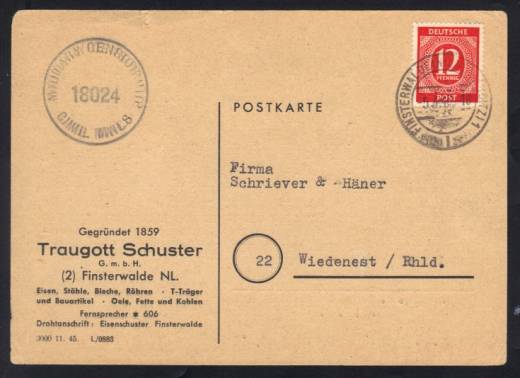 18024
DEUTSCHE
12
PFENNIG
POST
FINSTERWALDE
POSTKARTE
Firma
Schriever & Häner
22
Wiedenest / Rhld.
Gegründet 1859
Traugott Schuster
G. m. b. H.
(2) Finsterwalde NL.
Eisen, Stähle, Bleche, Röhren · T-Träger
und Bauartikel · Oele, Fette und Kohlen
Fernsprecher * 606
Drahtanschrift: Eisenschuster Finsterwalde
3000 11. 45. L/0883